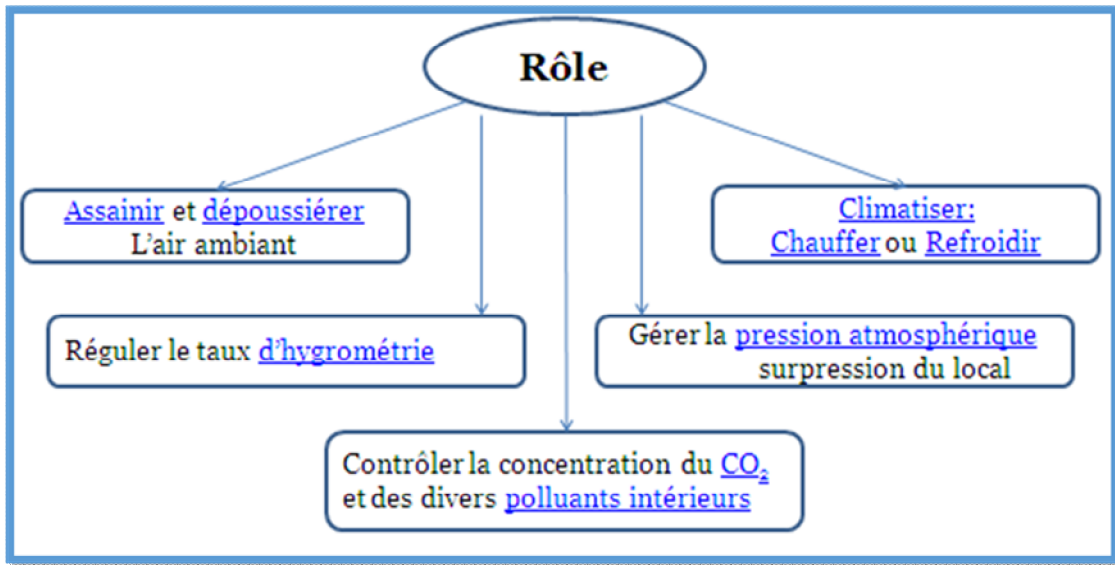 Rôle
Assainir et dépoussiérer
L'air ambiant
Climatiser:
Chauffer ou Refroidir
Réguler le taux d'hygrométrie
Gérer la pression atmosphérique
surpression du local
Contrôler la concentration du CO₂
et des divers polluants intérieurs